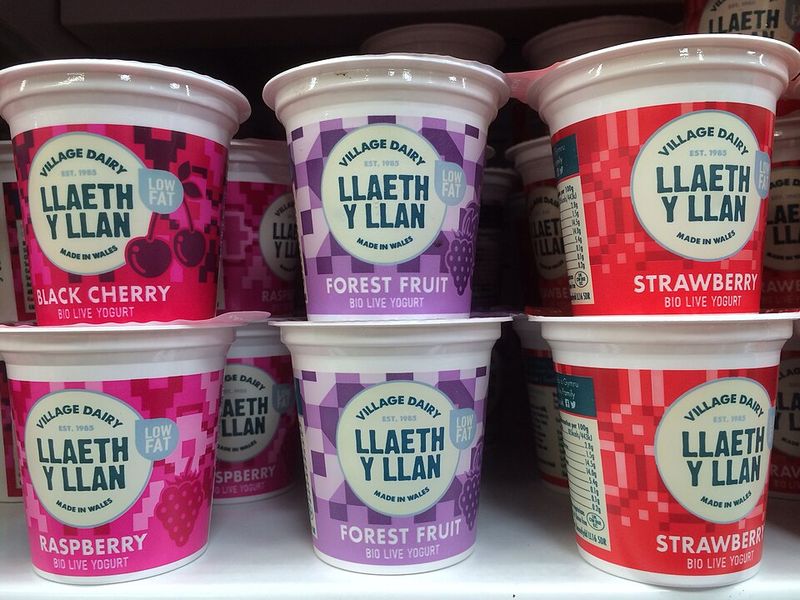 LLAETH
VILLAGE DAIRY
EST. 1985
LLAETH
Y LLAN
MADE IN WALES
LOW
FAT
BLACK CHERRY
BIO LIVE YOGURT
VILLAGE DAIRY
EST. 1985
LLAETH
Y LLAN
MADE IN WALES
LOW
FAT
FOREST FRUIT
BIO LIVE YOGURT
VILLAGE DAIRY
EST. 1985
LLAETH
Y LLAN
MADE IN WALES
LOW
FAT
STRAWBERRY
BIO LIVE YOGURT
VILLAGE DAIRY
EST. 1985
LLAETH
Y LLAN
MADE IN WALES
LOW
FAT
RASPBERRY
BIO LIVE YOGURT
VILLAGE DAIRY
EST. 1985
LLAETH
Y LLAN
MADE IN WALES
LOW
FAT
FOREST FRUIT
BIO LIVE YOGURT
VILLAGE DAIRY
EST. 1985
LLAETH
Y LLAN
MADE IN WALES
STRAWBERRY
BIO LIVE YOGURT